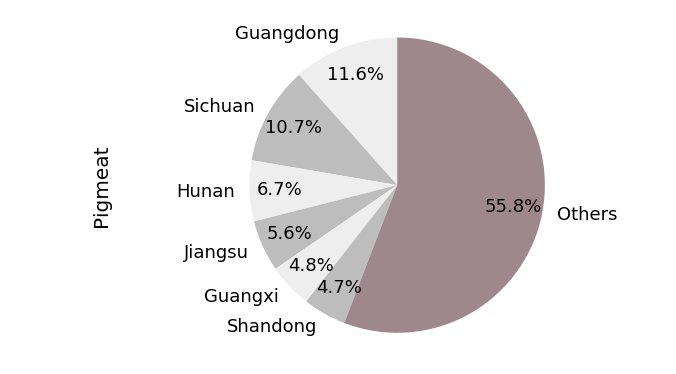 Guangdong
11.6%
Sichuan
10.7%
Pigmeat
Hunan
6.7%
55.8%
Others
Jiangsu
5.6%
Guangxi
4.8%
Shandong
4.7%